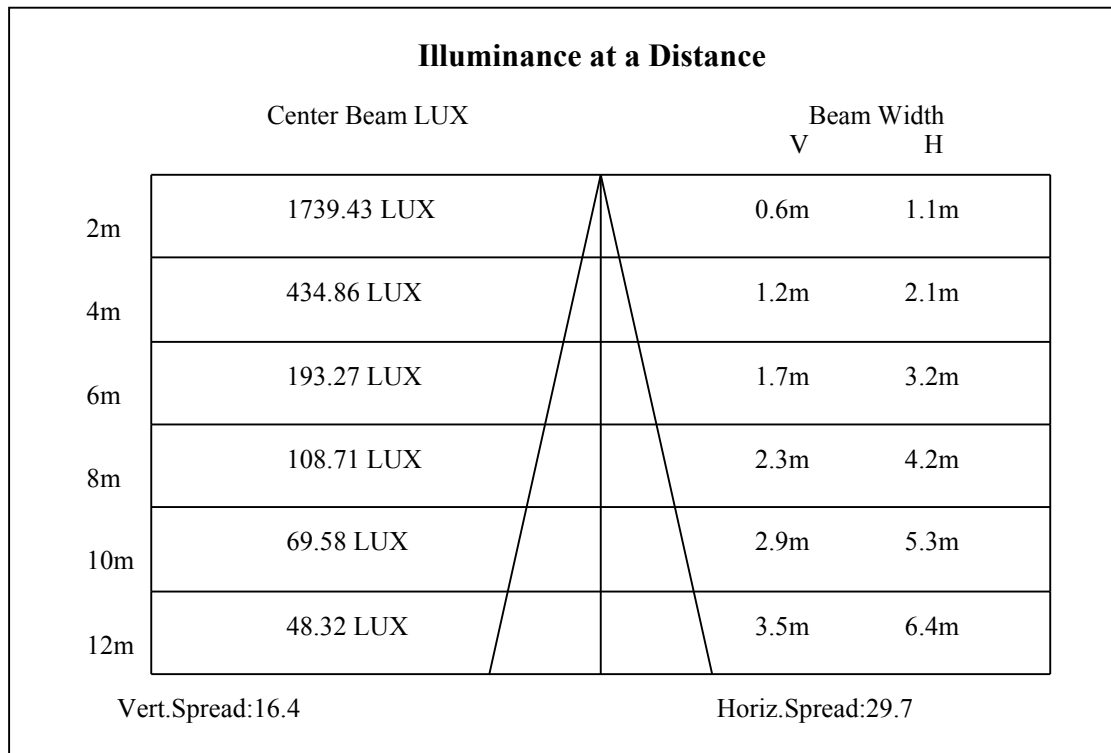 Illuminance at a Distance
Center Beam LUX Beam Width
V H
2m 1739.43 LUX 0.6m 1.1m
4m 434.86 LUX 1.2m 2.1m
6m 193.27 LUX 1.7m 3.2m
8m 108.71 LUX 2.3m 4.2m
10m 69.58 LUX 2.9m 5.3m
12m 48.32 LUX 3.5m 6.4m
Vert.Spread:16.4 Horiz.Spread:29.7